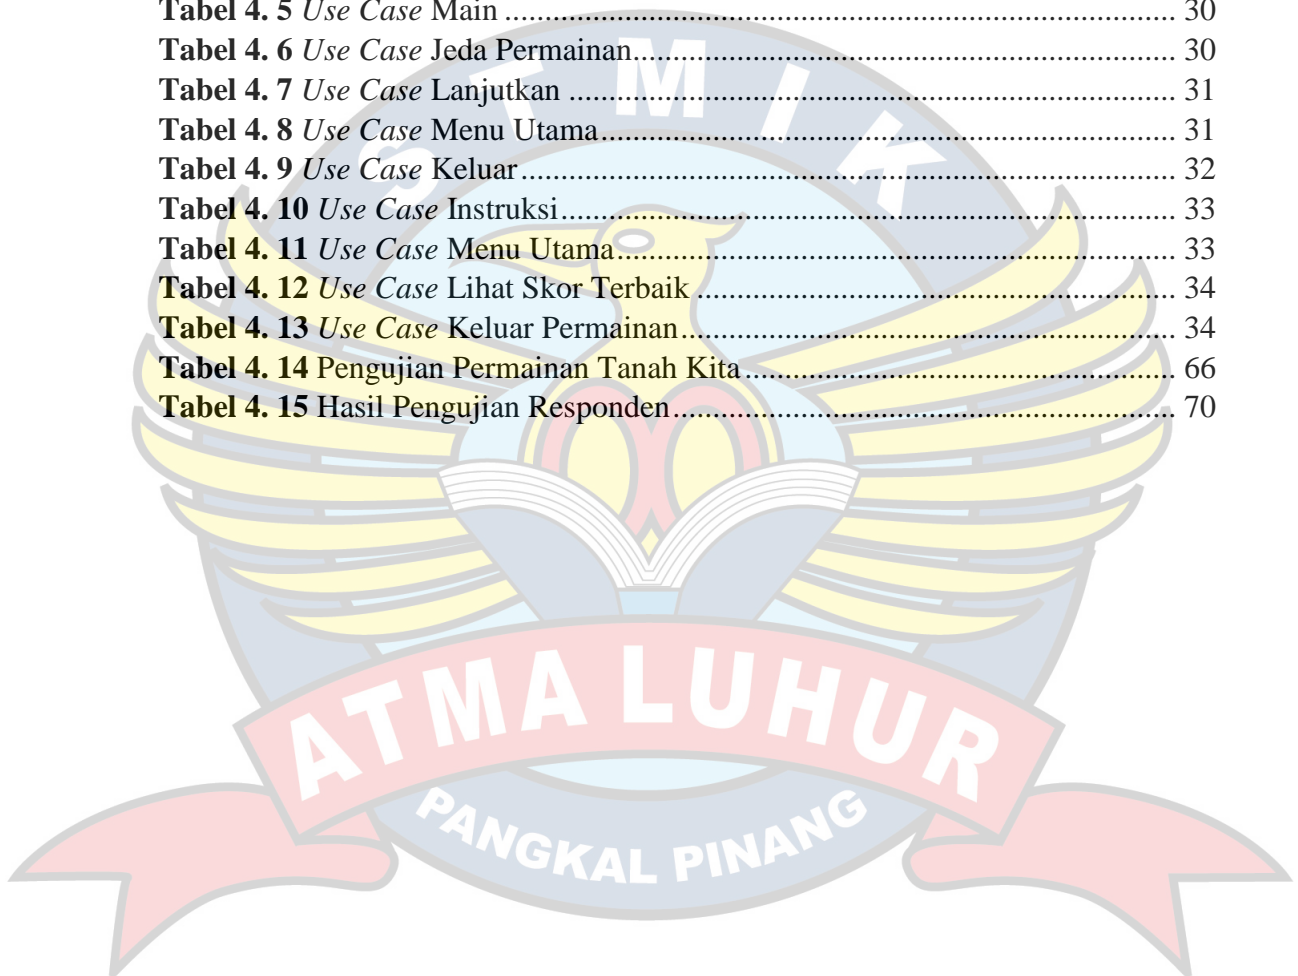 Tabel 4. 5 Use Case Main ........................................................................................ 30
Tabel 4. 6 Use Case Jeda Permainan....................................................................... 30
Tabel 4. 7 Use Case Lanjutkan ................................................................................ 31
Tabel 4. 8 Use Case Menu Utama............................................................................ 31
Tabel 4. 9 Use Case Keluar...................................................................................... 32
Tabel 4. 10 Use Case Instruksi................................................................................. 33
Tabel 4. 11 Use Case Menu Utama.......................................................................... 33
Tabel 4. 12 Use Case Lihat Skor Terbaik ................................................................ 34
Tabel 4. 13 Use Case Keluar Permainan.................................................................. 34
Tabel 4. 14 Pengujian Permainan Tanah Kita .......................................................... 66
Tabel 4. 15 Hasil Pengujian Responden................................................................... 70
STMIK
ATMA LUHUR
PANGKAL PINANG